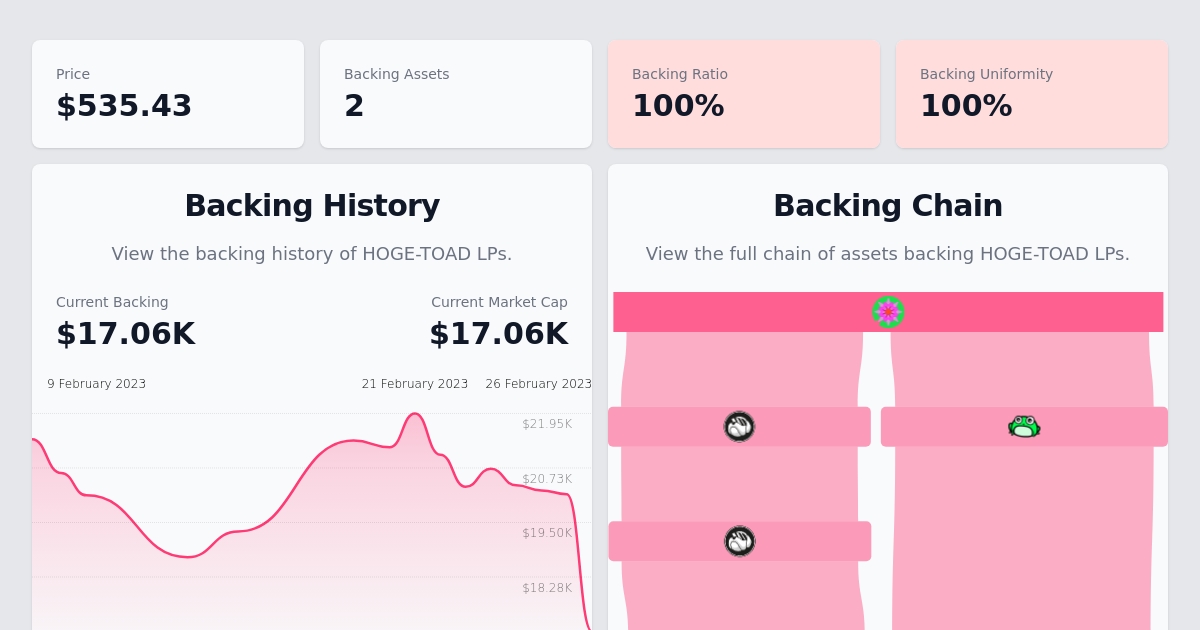 Price
$535.43
Backing Assets
2
Backing Ratio
100%
Backing Uniformity
100%
Backing History
View the backing history of HOGE-TOAD LPs.
Current Backing
$17.06K
Current Market Cap
$17.06K
9 February 2023
21 February 2023
26 February 2023
$21.95K
$20.73K
$19.50K
$18.28K
Backing Chain
View the full chain of assets backing HOGE-TOAD LPs.